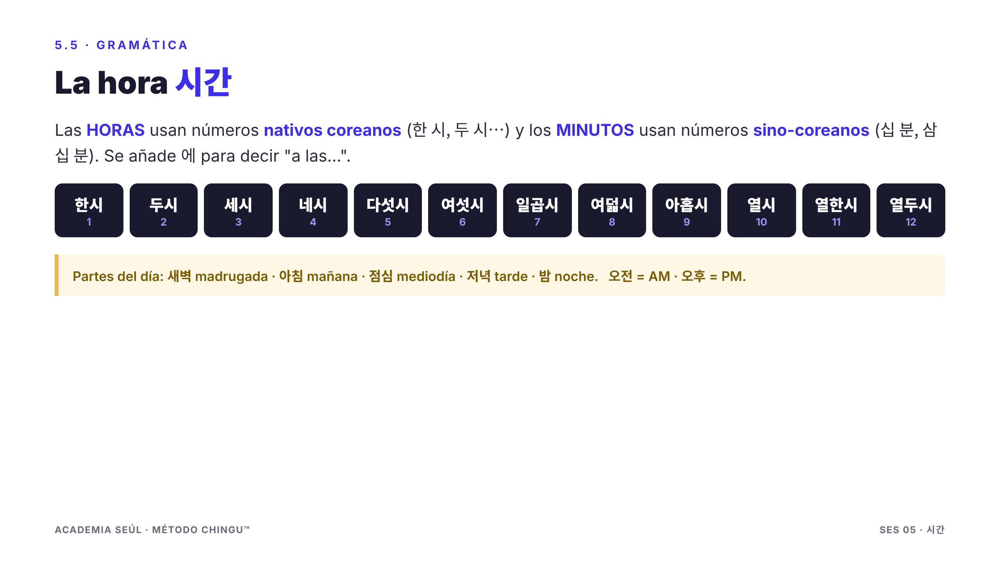 5.5 · GRAMÁTICA
La hora 시간
Las HORAS usan números nativos coreanos (한 시, 두 시…) y los MINUTOS usan números sino-coreanos (십 분, 삼
십 분). Se añade 에 para decir "a las...".
한시 두시 세시 네시 다섯시 여섯시 일곱시 여덟시 아홉시 열시 열한시 열두시
1 2 3 4 5 6 7 8 9 10 11 12
Partes del día: 새벽 madrugada · 아침 mañana · 점심 mediodía · 저녁 tarde · 밤 noche. 오전 = AM · 오후 = PM.
ACADEMIA SEÚL · MÉTODO CHINGU™
SES 05 · 시간